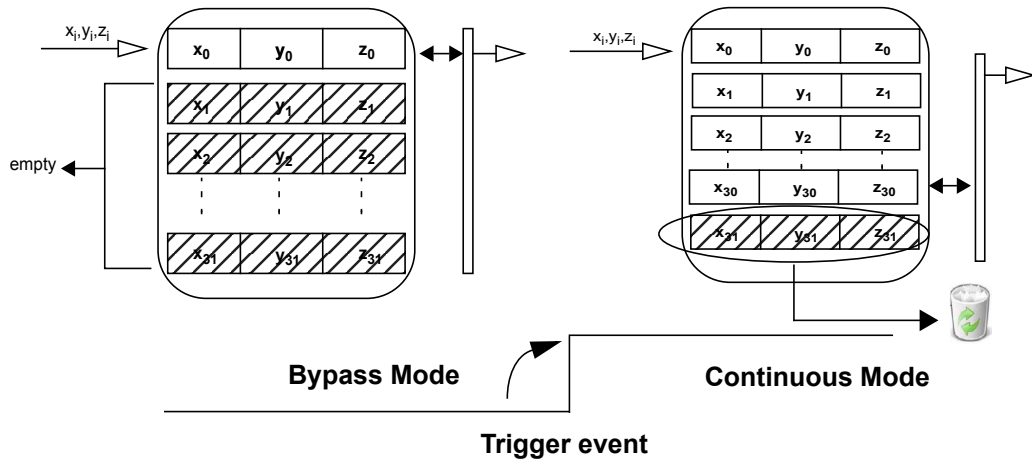 xᵢ,yᵢ,zᵢ
x₀ y₀ z₀
x₁ y₁ z₁
x₂ y₂ z₂
x₃₁ y₃₁ z₃₁
empty
xᵢ,yᵢ,zᵢ
x₀ y₀ z₀
x₁ y₁ z₁
x₂ y₂ z₂
x₃₀ y₃₀ z₃₀
x₃₁ y₃₁ z₃₁
Bypass Mode
Continuous Mode
Trigger event